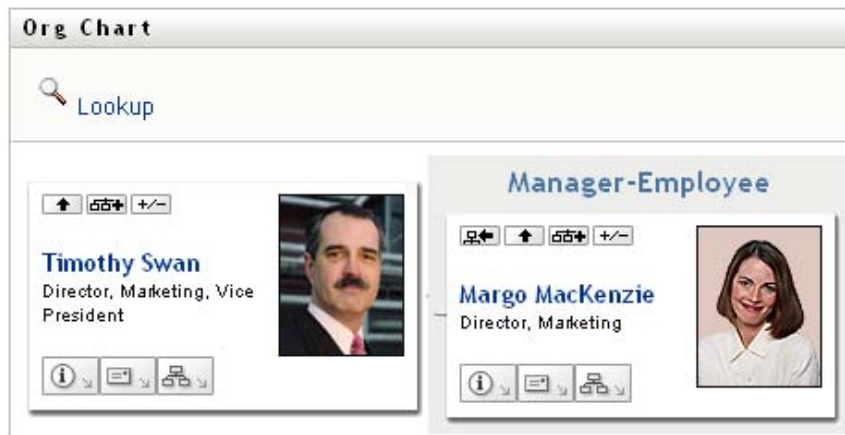 Org Chart
Lookup
Manager-Employee
+/-
Timothy Swan
Director, Marketing, Vice
President
+/-
Margo MacKenzie
Director, Marketing